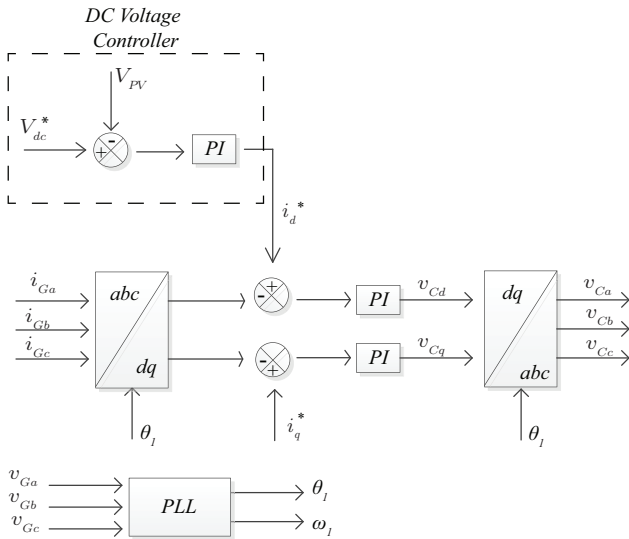 DC Voltage
Controller
V_PV
V_dc*
-
+
PI
i_d*
i_Ga
i_Gb
i_Gc
abc
dq
+
-
PI
v_Cd
-
+
PI
v_Cq
dq
abc
v_Ca
v_Cb
v_Cc
θ_1
i_q*
θ_1
v_Ga
v_Gb
v_Gc
PLL
θ_1
ω_1